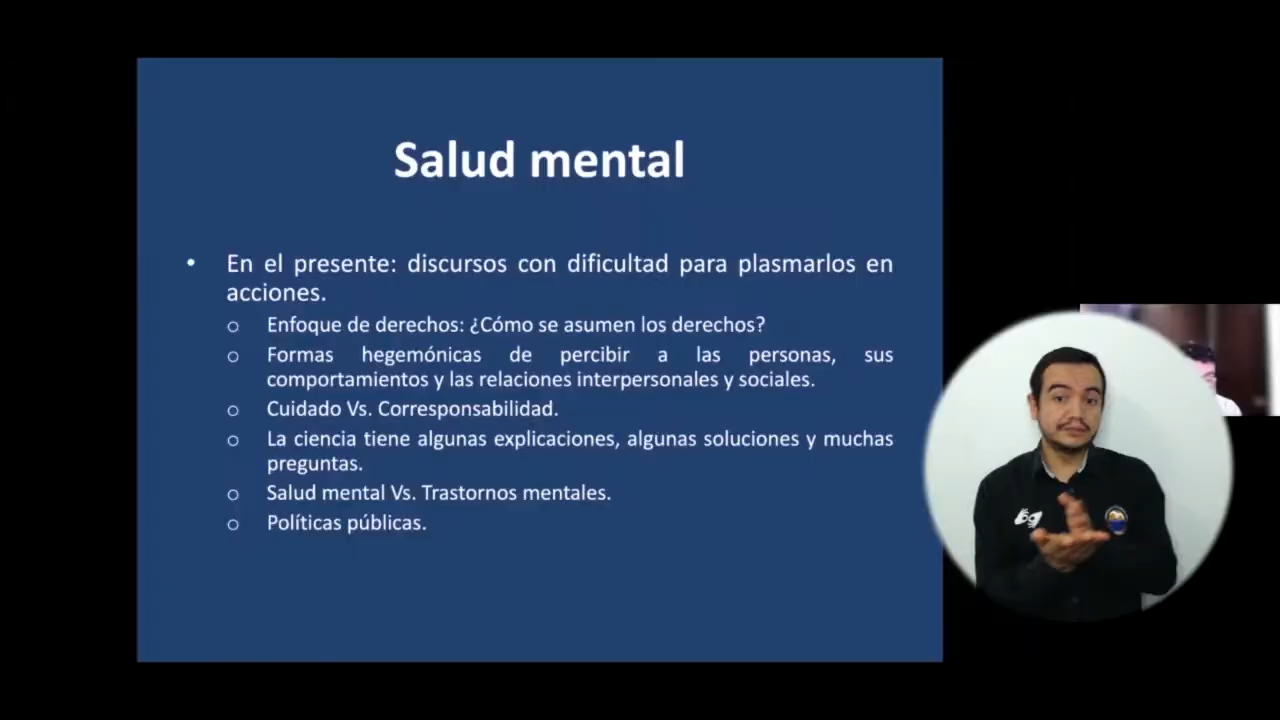 Salud mental
• En el presente: discursos con dificultad para plasmarlos en
acciones.
o Enfoque de derechos: ¿Cómo se asumen los derechos?
o Formas hegemónicas de percibir a las personas, sus
comportamientos y las relaciones interpersonales y sociales.
o Cuidado Vs. Corresponsabilidad.
o La ciencia tiene algunas explicaciones, algunas soluciones y muchas
preguntas.
o Salud mental Vs. Trastornos mentales.
o Políticas públicas.